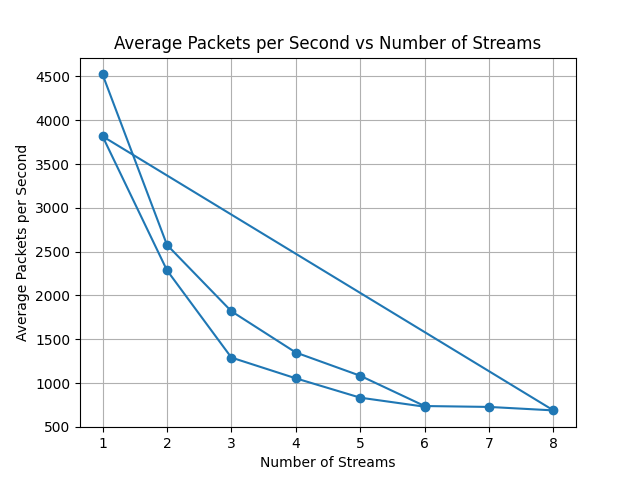 Average Packets per Second vs Number of Streams
Average Packets per Second
4500
4000
3500
3000
2500
2000
1500
1000
500
1 2 3 4 5 6 7 8
Number of Streams